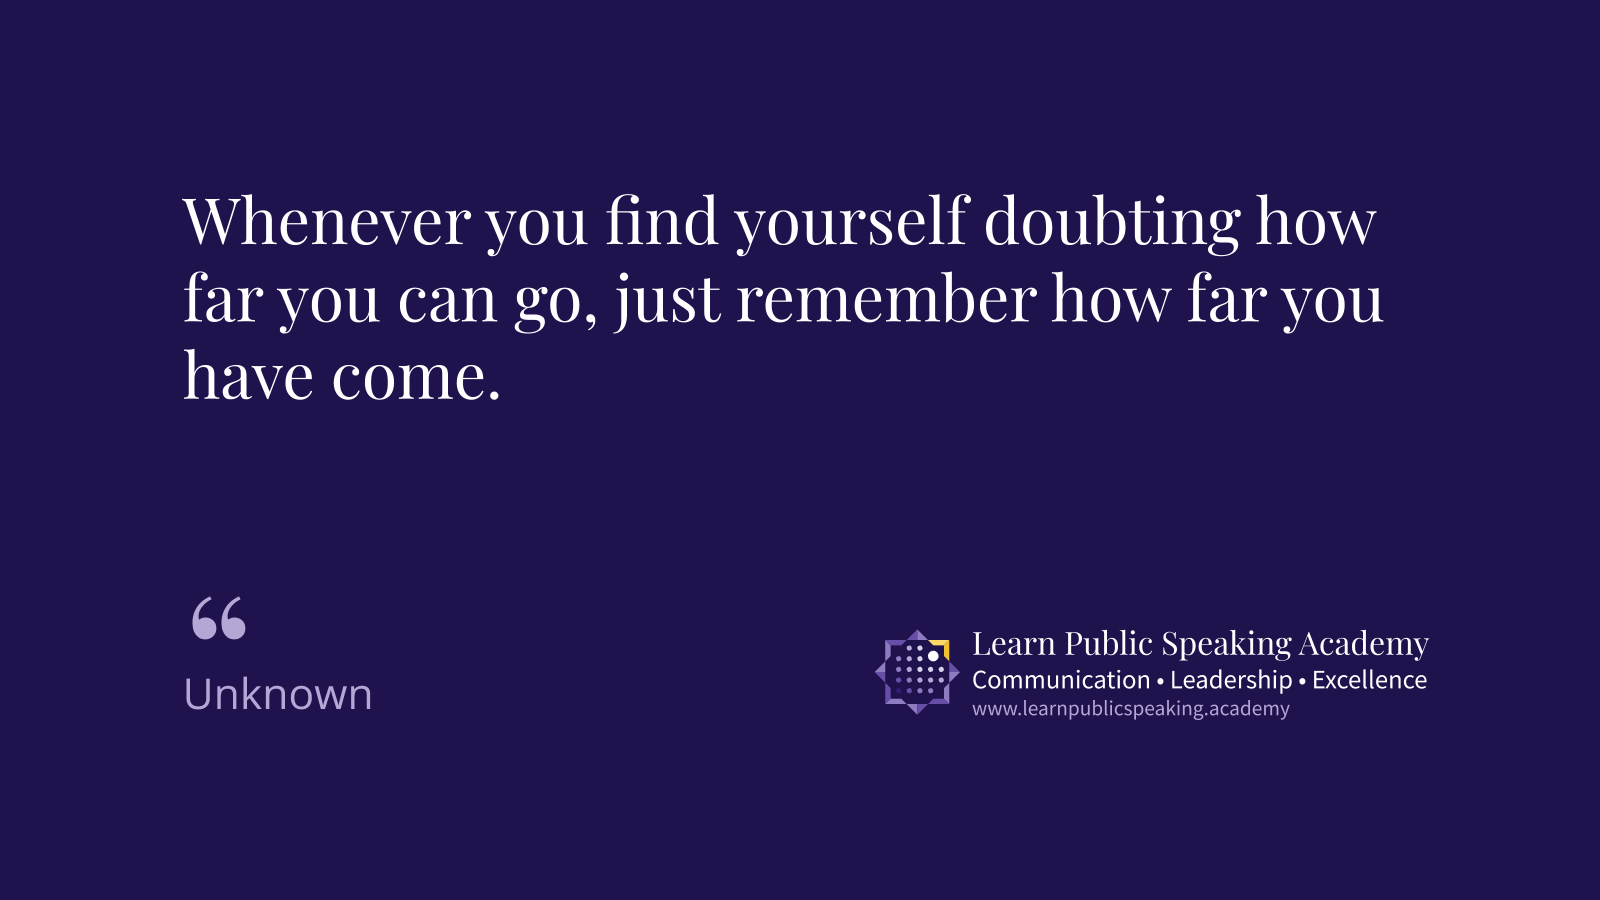 Whenever you find yourself doubting how
far you can go, just remember how far you
have come.
“
Unknown
Learn Public Speaking Academy
Communication • Leadership • Excellence
www.learnpublicspeaking.academy